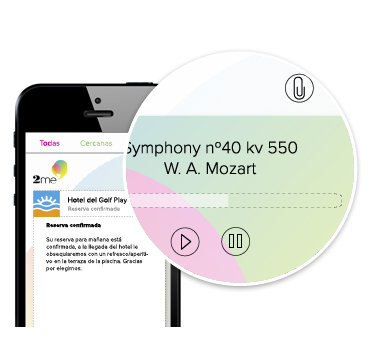 Symphony nº40 kv 550
W. A. Mozart
Todas
Cercanas
2me
Hotel del Golf Play
Reserva confirmada
Reserva confirmada
Su reserva para mañana está
confirmada, a la llegada del hotel le
obsequiaremos con un refresco/aperiti-
vo en la terraza de la piscina. Gracias
por elegirnos.